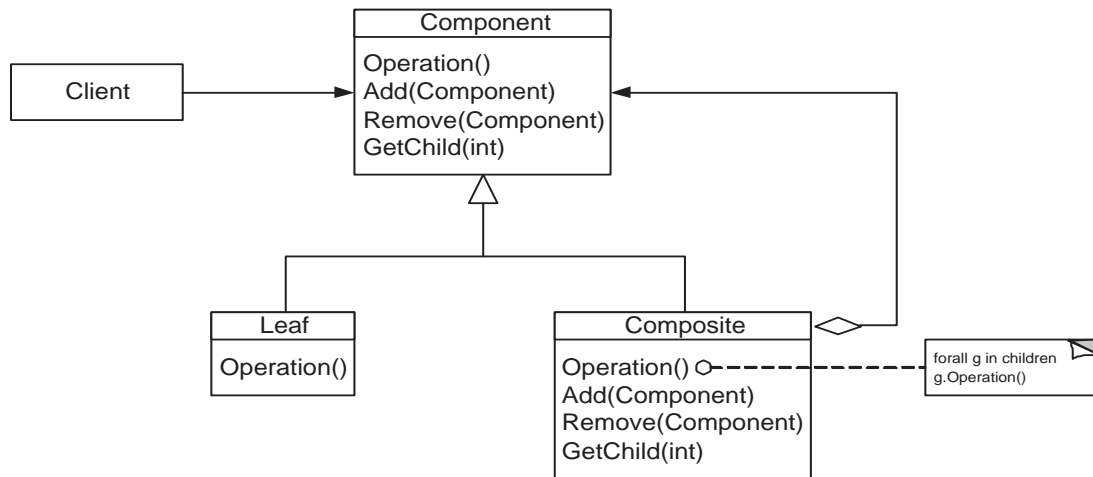 Component
Operation()
Add(Component)
Remove(Component)
GetChild(int)
Client
Leaf
Operation()
Composite
Operation()
Add(Component)
Remove(Component)
GetChild(int)
forall g in children
g.Operation()